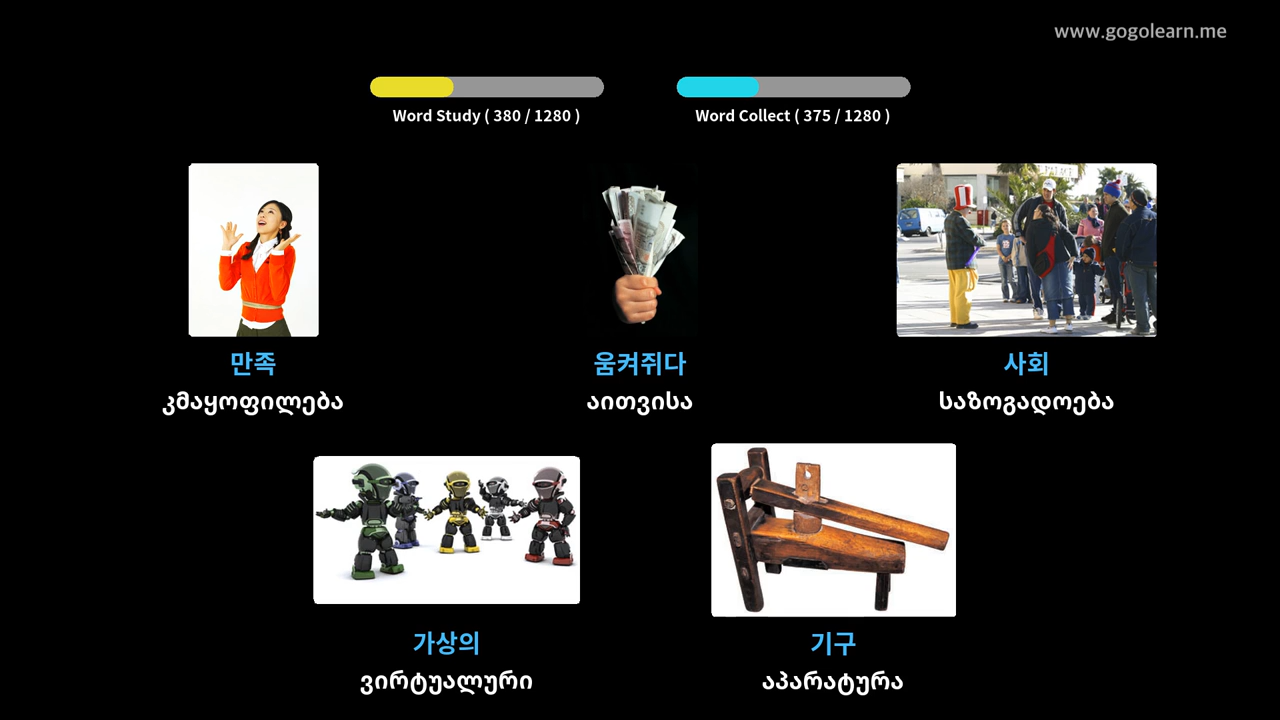 www.gogolearn.me
Word Study ( 380 / 1280 )
Word Collect ( 375 / 1280 )
만족
კმაყოფილება
움켜쥐다
აითვისა
사회
საზოგადოება
가상의
ვირტუალური
기구
აპარატურა